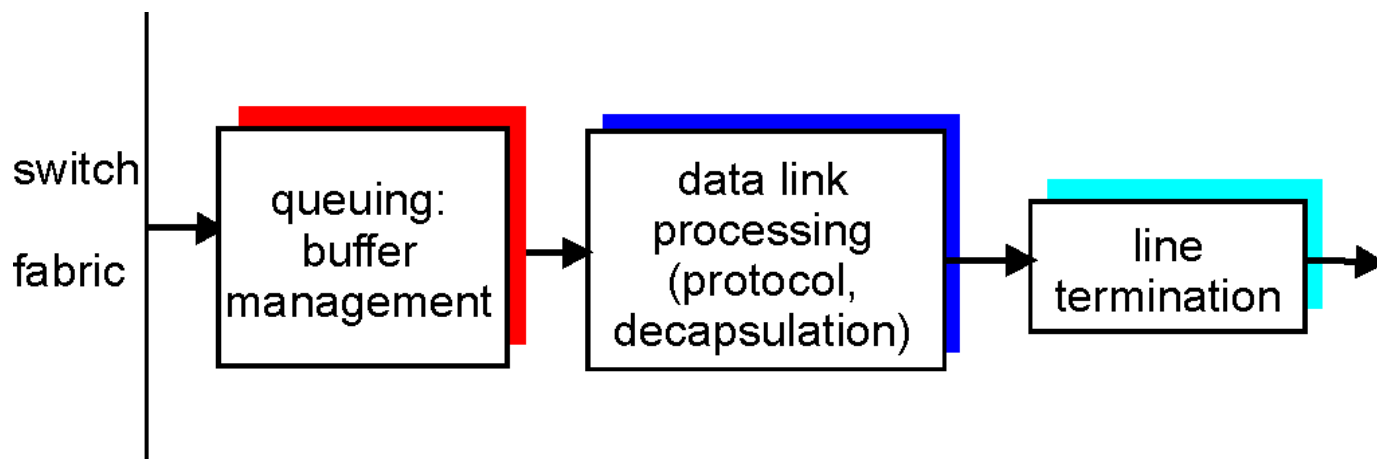 switch
fabric
queuing:
buffer
management
data link
processing
(protocol,
decapsulation)
line
termination